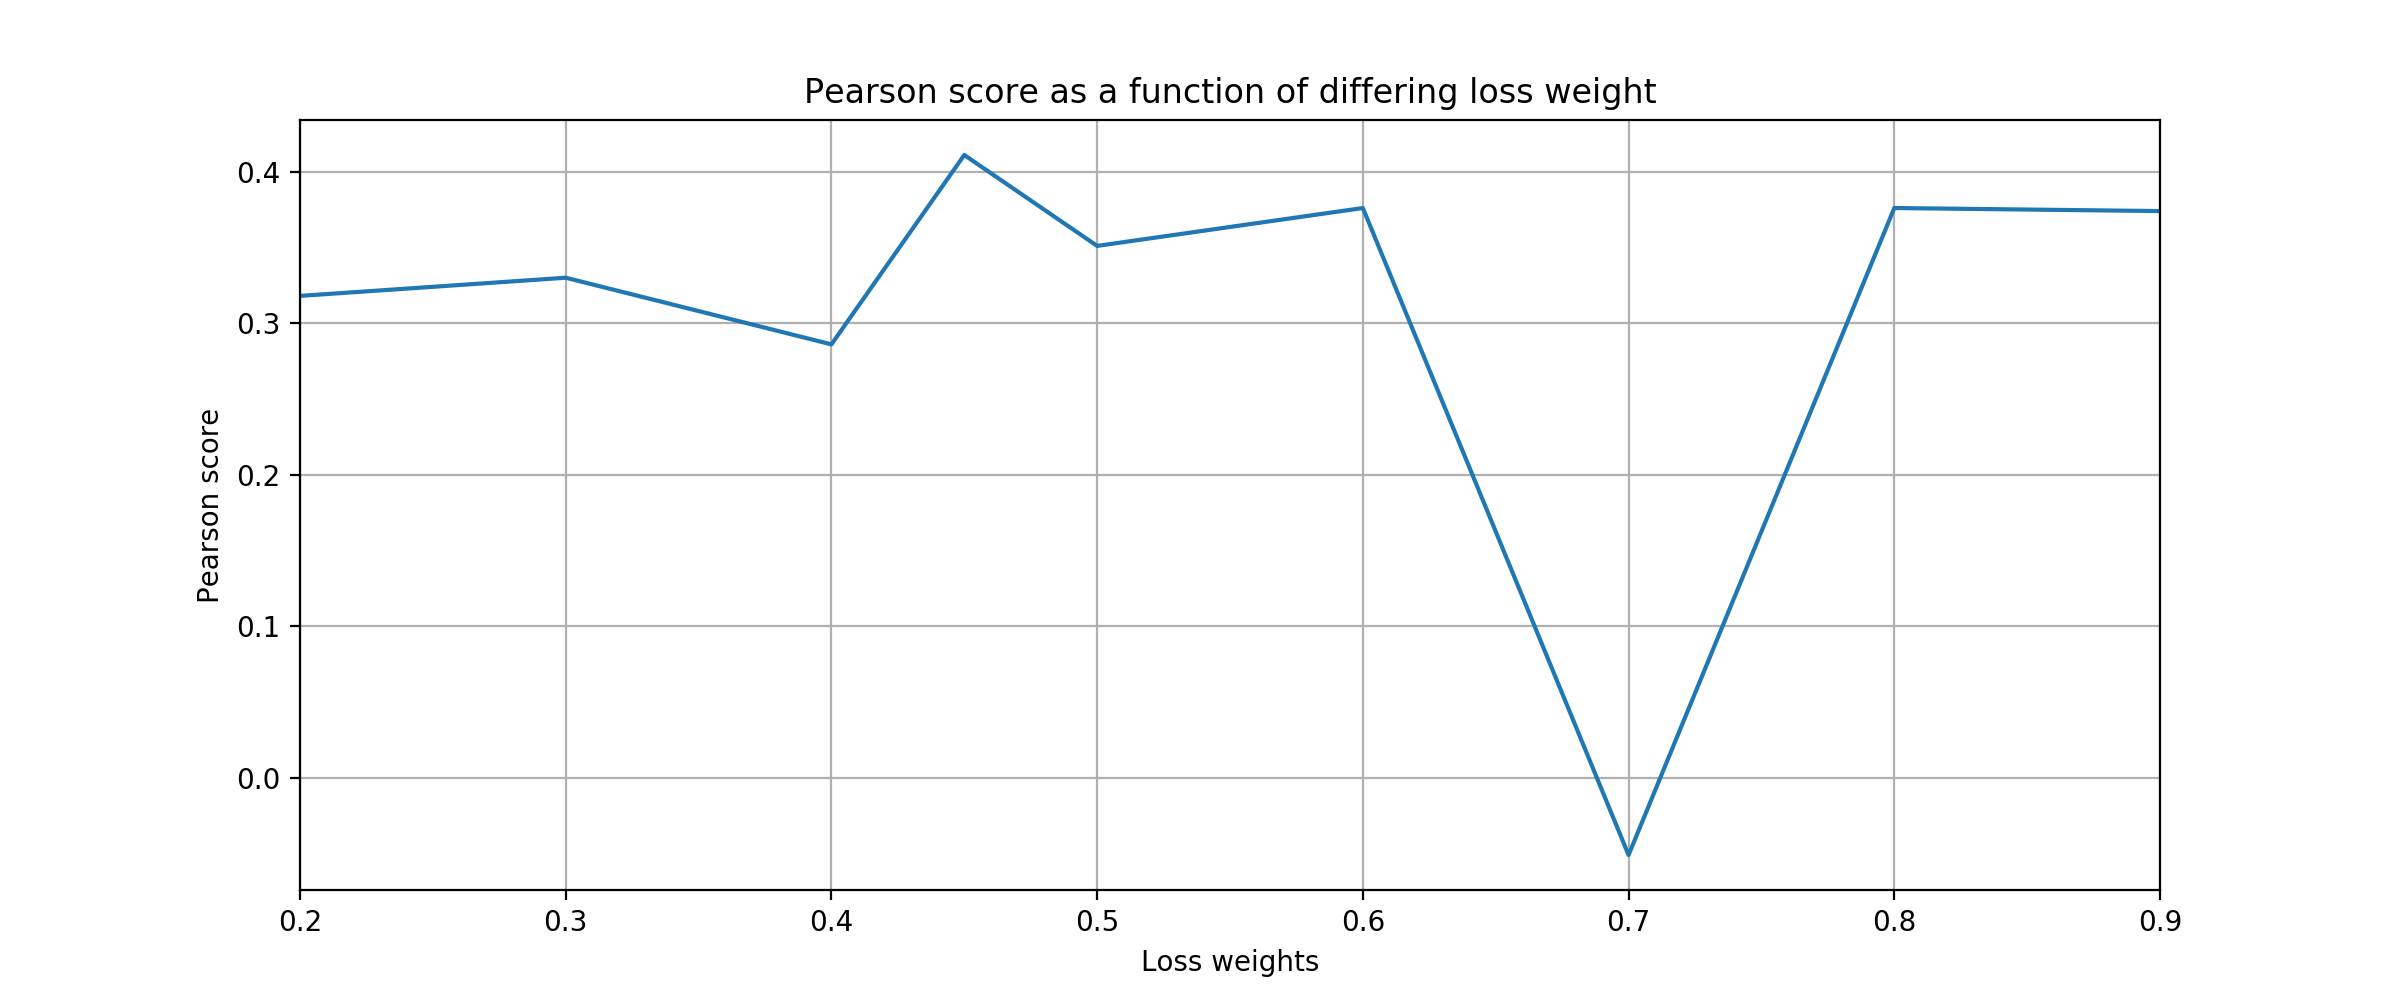 Pearson score as a function of differing loss weight
Pearson score
0.4
0.3
0.2
0.1
0.0
0.2 0.3 0.4 0.5 0.6 0.7 0.8 0.9
Loss weights